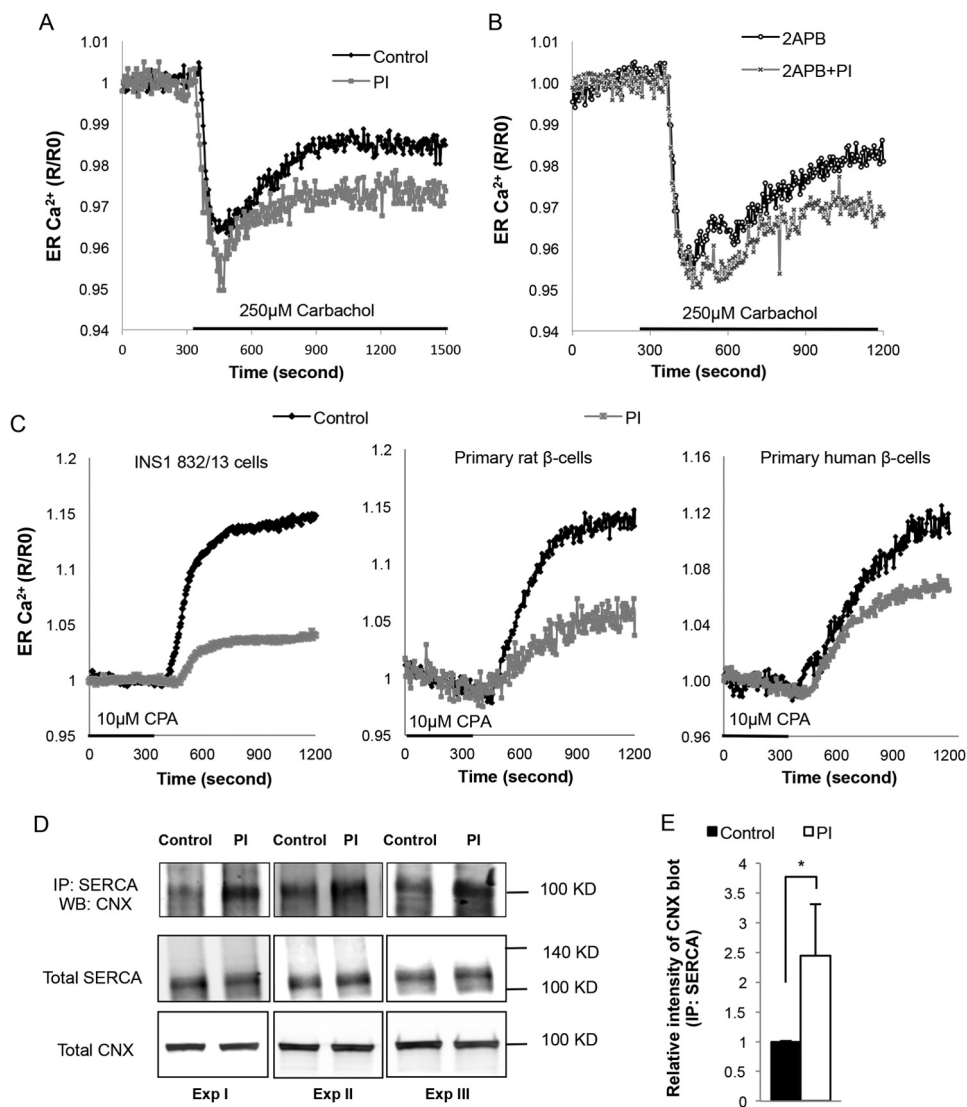 A
Control
PI
ER Ca²⁺ (R/R0)
1.01
1.00
0.99
0.98
0.97
0.96
0.95
0.94
250µM Carbachol
0 300 600 900 1200 1500
Time (second)
B
2APB
2APB+PI
ER Ca²⁺ (R/R0)
1.01
1.00
0.99
0.98
0.97
0.96
0.95
0.94
250µM Carbachol
0 300 600 900 1200
Time (second)
C
Control
PI
ER Ca²⁺ (R/R0)
INS1 832/13 cells
1.2
1.15
1.1
1.05
1
0.95
10µM CPA
0 300 600 900 1200
Time (second)
Primary rat β-cells
1.2
1.15
1.1
1.05
1
0.95
10µM CPA
0 300 600 900 1200
Time (second)
Primary human β-cells
1.16
1.12
1.08
1.04
1.00
0.96
10µM CPA
0 300 600 900 1200
Time (second)
D
Control PI Control PI Control PI
IP: SERCA
WB: CNX
100 KD
Total SERCA
140 KD
100 KD
Total CNX
100 KD
Exp I Exp II Exp III
E
Control PI
Relative intensity of CNX blot
(IP: SERCA)
4
3.5
3
2.5
2
1.5
1
0.5
0
*